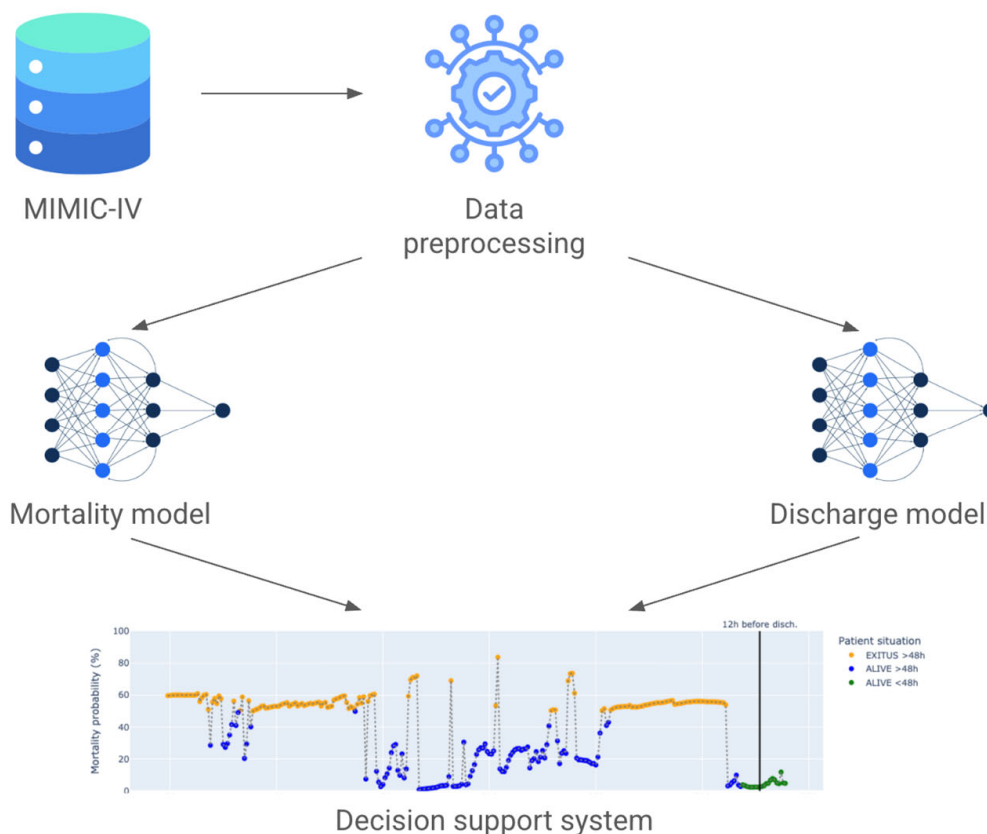 MIMIC-IV
Data
preprocessing
Mortality model
Discharge model
12h before disch.
Mortality probability (%)
100
80
60
40
20
0
Patient situation
EXITUS >48h
ALIVE >48h
ALIVE <48h
Decision support system